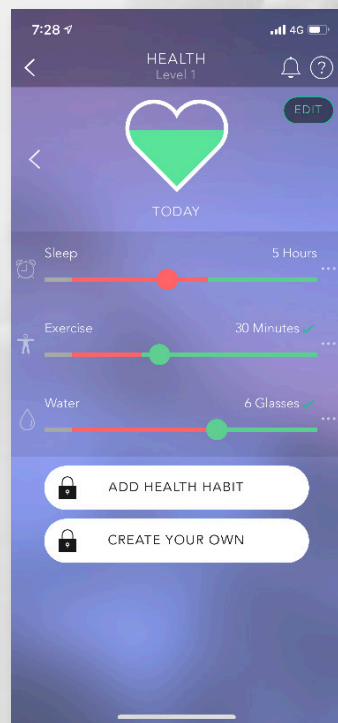 7:28 4G
HEALTH
Level 1
EDIT
TODAY
Sleep 5 Hours
Exercise 30 Minutes
Water 6 Glasses
ADD HEALTH HABIT
CREATE YOUR OWN